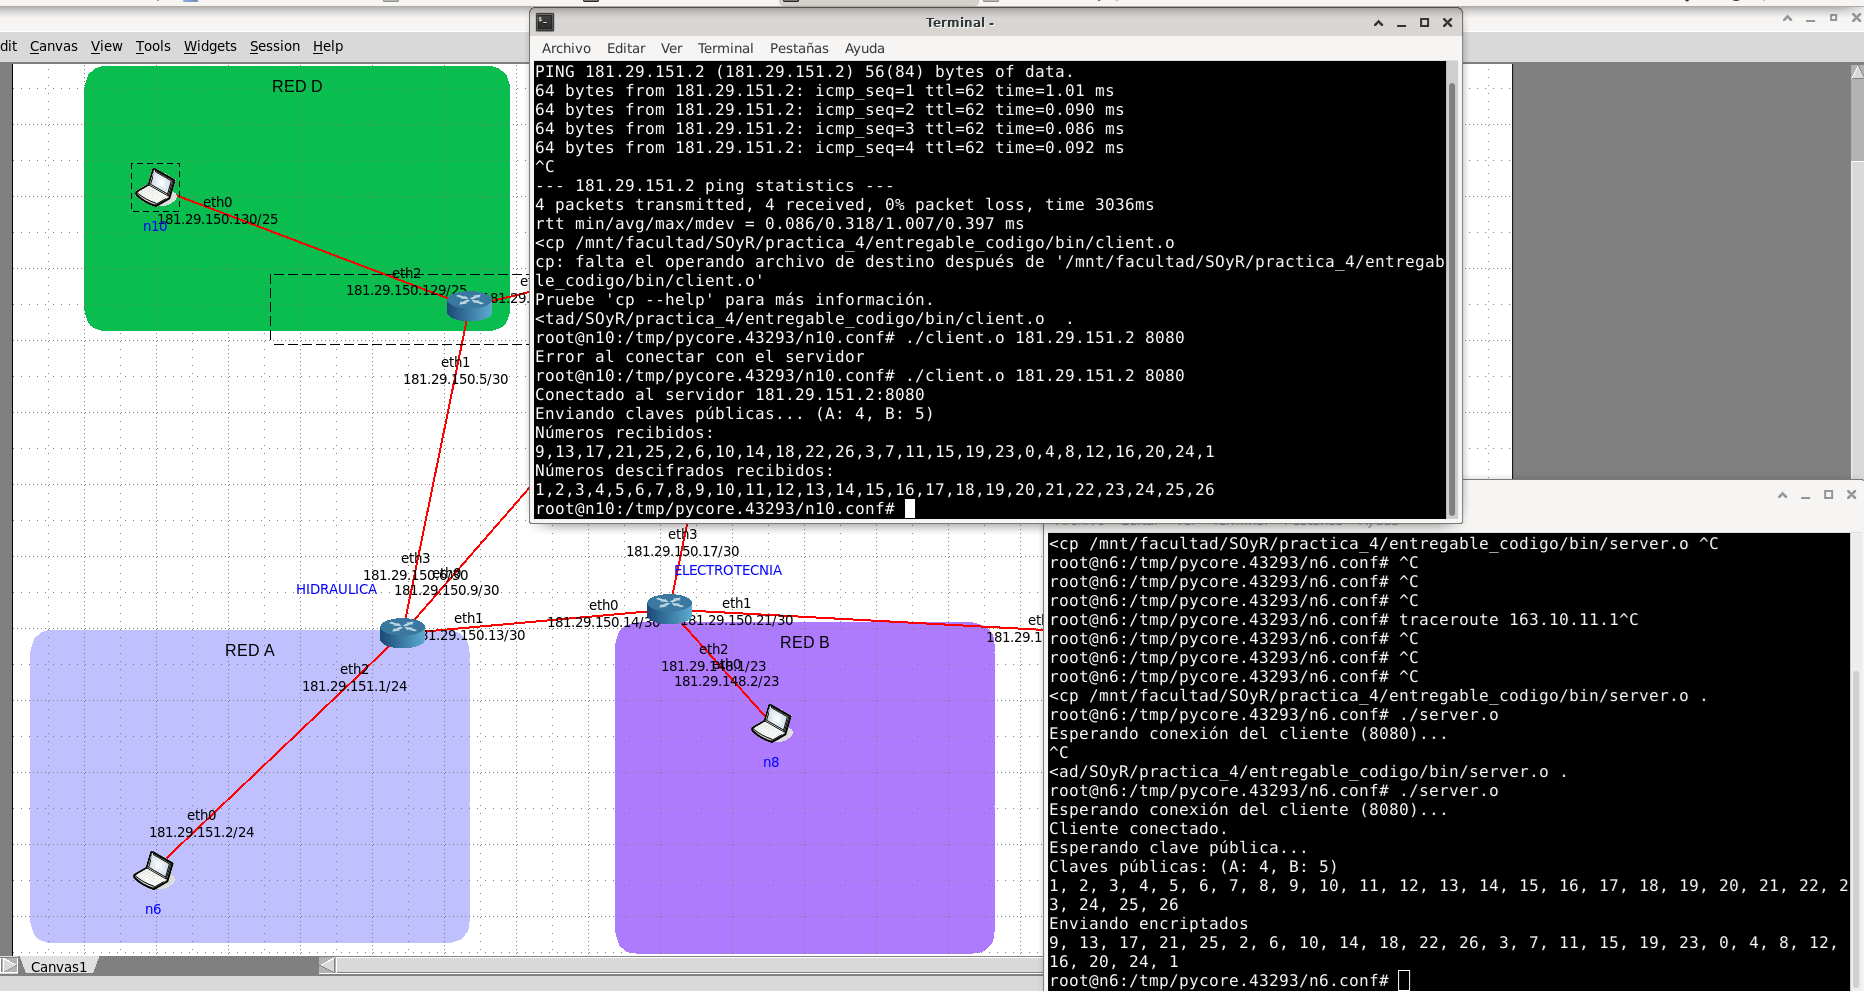 dit Canvas View Tools Widgets Session Help
RED D
eth0
181.29.150.130/25
n10
eth2
181.29.150.129/25
eth1
181.29.150.5/30
eth3
181.29.150.9/30
HIDRAULICA
eth1
eth0
181.29.150.14/30
eth3
181.29.150.17/30
ELECTROTECNIA
eth1
181.29.150.21/30
RED A
eth2
181.29.151.1/24
eth0
181.29.151.2/24
n6
RED B
eth2
181.29.148.1/23
eth0
181.29.148.2/23
n8
Canvas1
Terminal -
Archivo Editar Ver Terminal Pestañas Ayuda
PING 181.29.151.2 (181.29.151.2) 56(84) bytes of data.
64 bytes from 181.29.151.2: icmp_seq=1 ttl=62 time=1.01 ms
64 bytes from 181.29.151.2: icmp_seq=2 ttl=62 time=0.090 ms
64 bytes from 181.29.151.2: icmp_seq=3 ttl=62 time=0.086 ms
64 bytes from 181.29.151.2: icmp_seq=4 ttl=62 time=0.092 ms
^C
--- 181.29.151.2 ping statistics ---
4 packets transmitted, 4 received, 0% packet loss, time 3036ms
rtt min/avg/max/mdev = 0.086/0.318/1.007/0.397 ms
<cp /mnt/facultad/SOyR/practica_4/entregable_codigo/bin/client.o
cp: falta el operando archivo de destino después de '/mnt/facultad/SOyR/practica_4/entregab
le_codigo/bin/client.o'
Pruebe 'cp --help' para más información.
<tad/SOyR/practica_4/entregable_codigo/bin/client.o  .
root@n10:/tmp/pycore.43293/n10.conf# ./client.o 181.29.151.2 8080
Error al conectar con el servidor
root@n10:/tmp/pycore.43293/n10.conf# ./client.o 181.29.151.2 8080
Conectado al servidor 181.29.151.2:8080
Enviando claves públicas... (A: 4, B: 5)
Números recibidos:
9,13,17,21,25,2,6,10,14,18,22,26,3,7,11,15,19,23,0,4,8,12,16,20,24,1
Números descifrados recibidos:
1,2,3,4,5,6,7,8,9,10,11,12,13,14,15,16,17,18,19,20,21,22,23,24,25,26
root@n10:/tmp/pycore.43293/n10.conf#
<cp /mnt/facultad/SOyR/practica_4/entregable_codigo/bin/server.o ^C
root@n6:/tmp/pycore.43293/n6.conf# ^C
root@n6:/tmp/pycore.43293/n6.conf# ^C
root@n6:/tmp/pycore.43293/n6.conf# ^C
root@n6:/tmp/pycore.43293/n6.conf# traceroute 163.10.11.1^C
root@n6:/tmp/pycore.43293/n6.conf# ^C
root@n6:/tmp/pycore.43293/n6.conf# ^C
root@n6:/tmp/pycore.43293/n6.conf# ^C
<cp /mnt/facultad/SOyR/practica_4/entregable_codigo/bin/server.o .
root@n6:/tmp/pycore.43293/n6.conf# ./server.o
Esperando conexión del cliente (8080)...
^C
<ad/SOyR/practica_4/entregable_codigo/bin/server.o .
root@n6:/tmp/pycore.43293/n6.conf# ./server.o
Esperando conexión del cliente (8080)...
Cliente conectado.
Esperando clave pública...
Claves públicas: (A: 4, B: 5)
1, 2, 3, 4, 5, 6, 7, 8, 9, 10, 11, 12, 13, 14, 15, 16, 17, 18, 19, 20, 21, 22, 2
3, 24, 25, 26
Enviando encriptados
9, 13, 17, 21, 25, 2, 6, 10, 14, 18, 22, 26, 3, 7, 11, 15, 19, 23, 0, 4, 8, 12,
16, 20, 24, 1
root@n6:/tmp/pycore.43293/n6.conf#